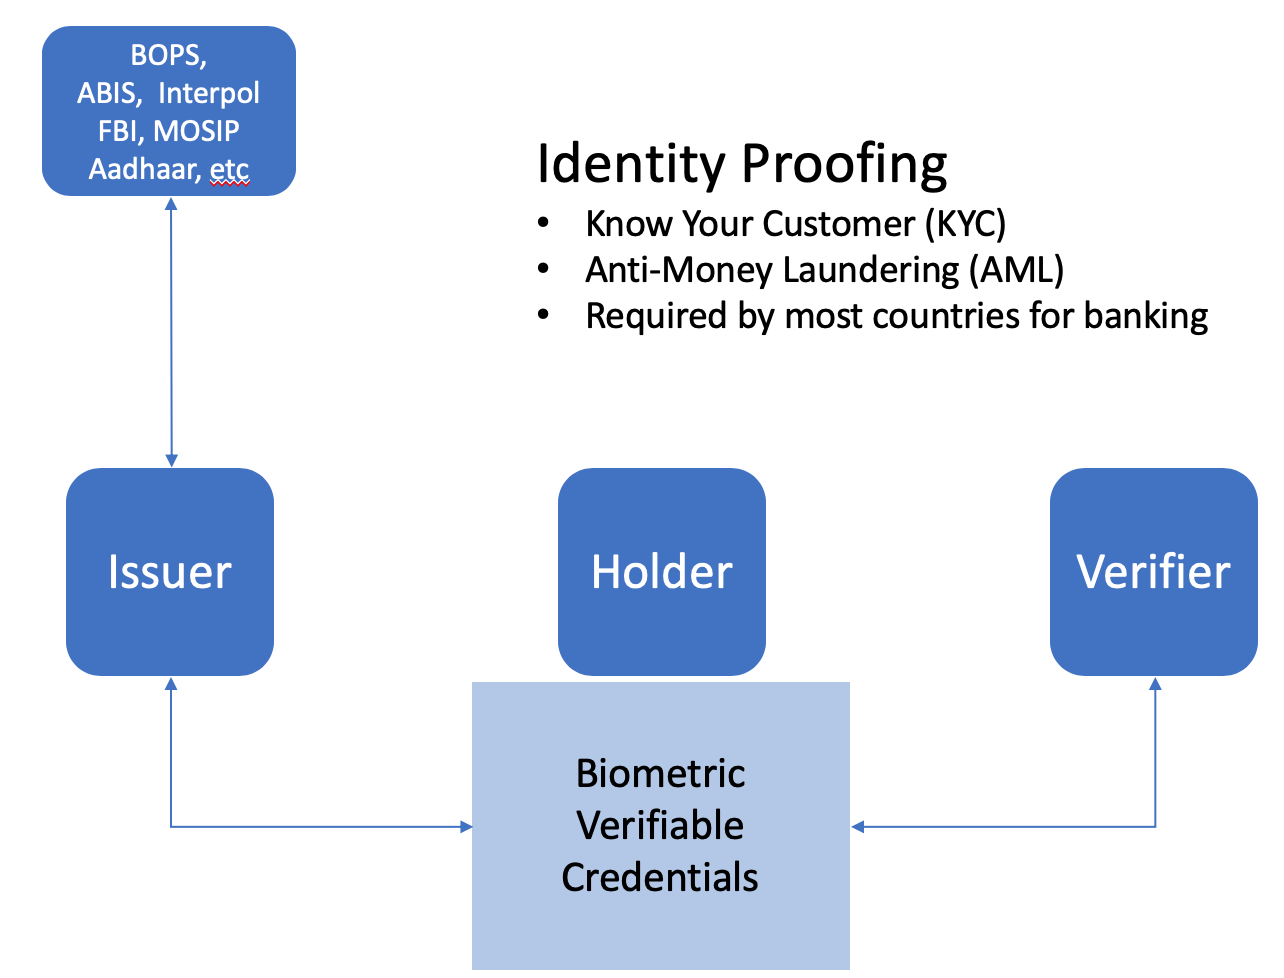 BOPS,
ABIS,  Interpol
FBI, MOSIP
Aadhaar, etc
Identity Proofing
• Know Your Customer (KYC)
• Anti-Money Laundering (AML)
• Required by most countries for banking
Issuer
Holder
Verifier
Biometric
Verifiable
Credentials